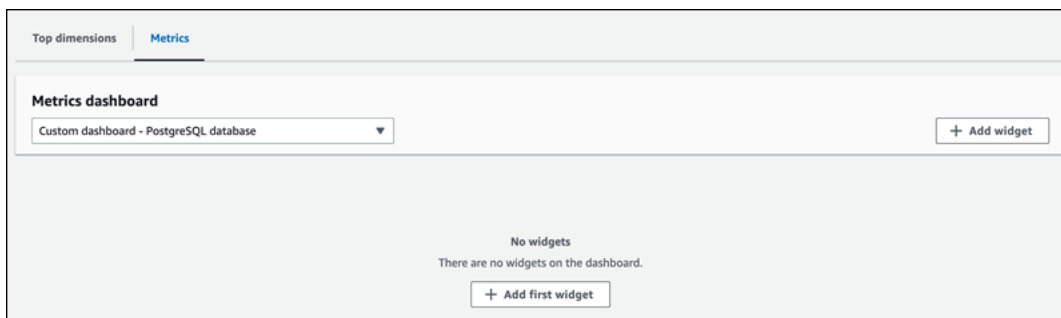 Top dimensions Metrics
Metrics dashboard
Custom dashboard - PostgreSQL database
+ Add widget
No widgets
There are no widgets on the dashboard.
+ Add first widget